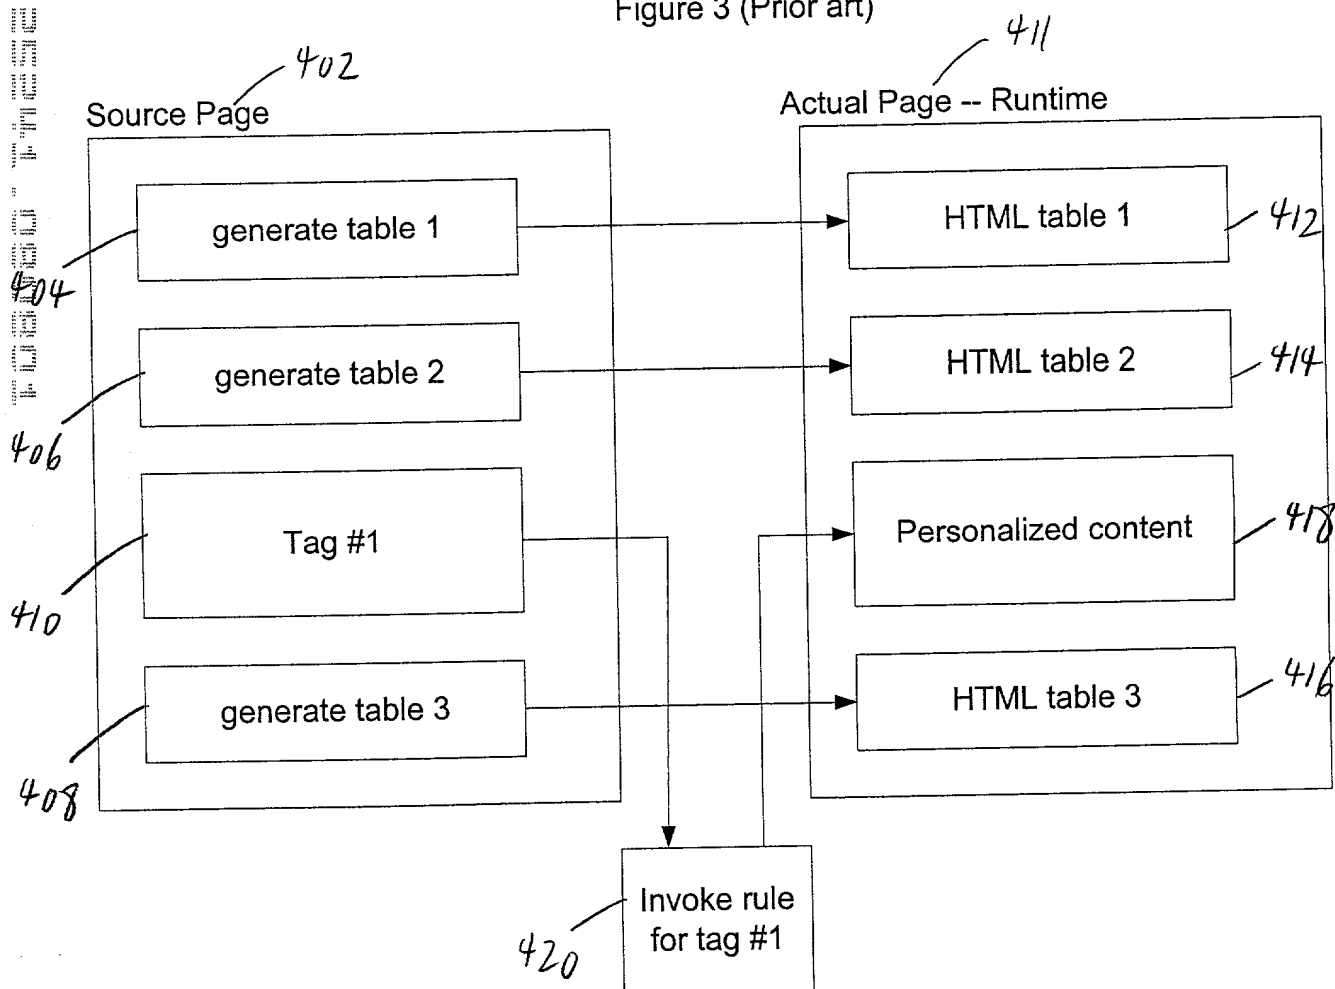 Figure 3 (Prior art)
402
411
Source Page
Actual Page -- Runtime
generate table 1
HTML table 1
412
404
generate table 2
HTML table 2
414
406
Tag #1
Personalized content
418
410
generate table 3
HTML table 3
416
408
Invoke rule
for tag #1
420